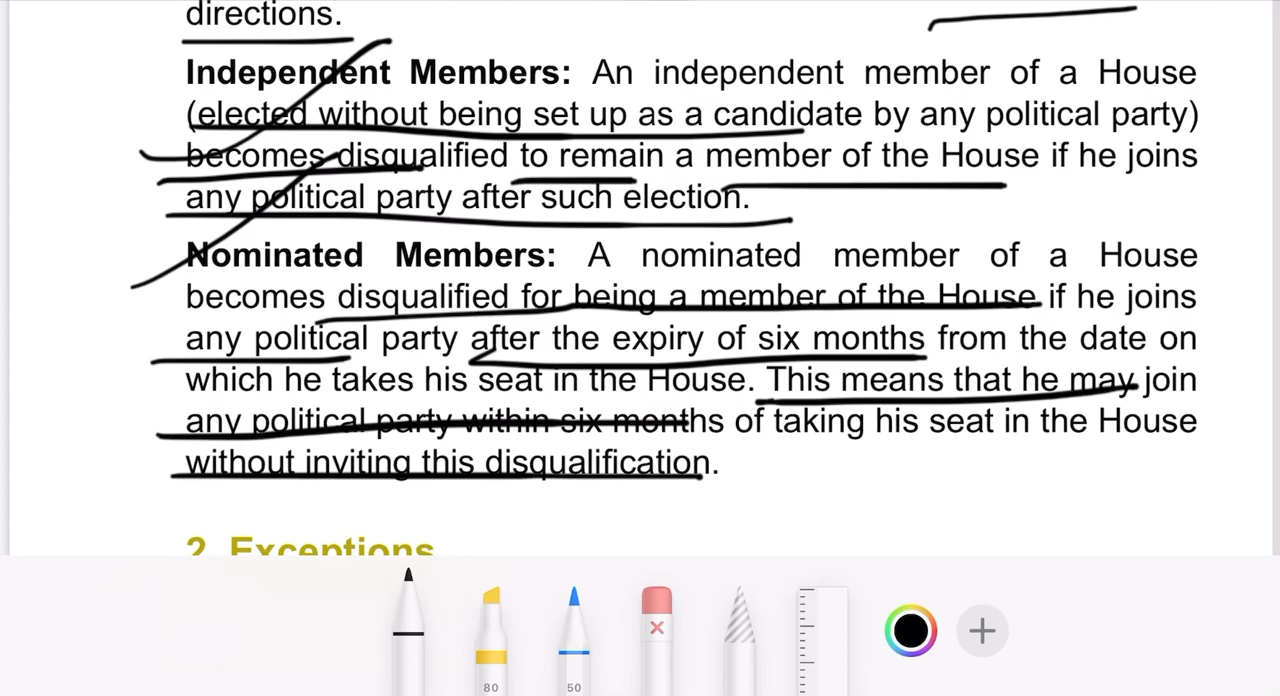 directions.
Independent Members: An independent member of a House
(elected without being set up as a candidate by any political party)
becomes disqualified to remain a member of the House if he joins
any political party after such election.
Nominated Members: A nominated member of a House
becomes disqualified for being a member of the House if he joins
any political party after the expiry of six months from the date on
which he takes his seat in the House. This means that he may join
any political party within six months of taking his seat in the House
without inviting this disqualification.
2. Exceptions
80 50